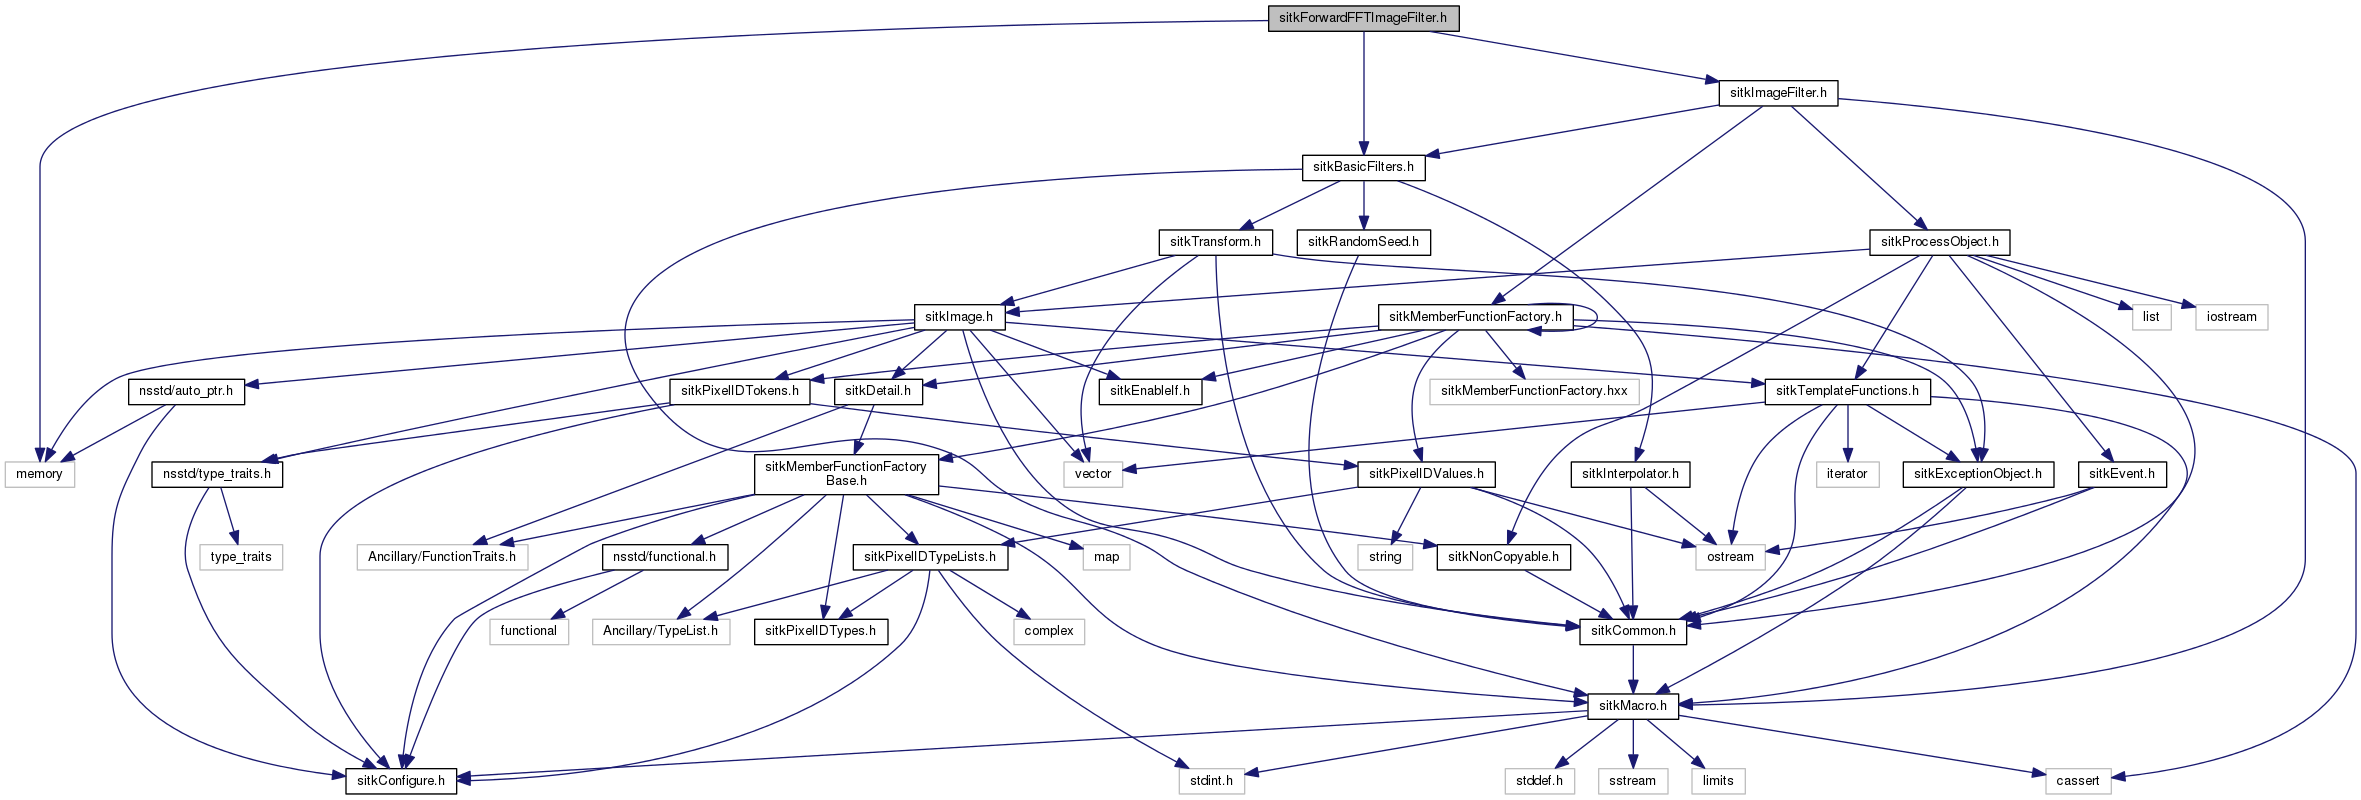 sitkForwardFFTImageFilter.h
sitkImageFilter.h
sitkBasicFilters.h
sitkTransform.h
sitkRandomSeed.h
sitkProcessObject.h
sitkImage.h
sitkMemberFunctionFactory.h
list
iostream
nsstd/auto_ptr.h
sitkPixelIDTokens.h
sitkDetail.h
sitkEnableIf.h
sitkMemberFunctionFactory.hxx
sitkTemplateFunctions.h
memory
nsstd/type_traits.h
sitkMemberFunctionFactory
Base.h
vector
sitkPixelIDValues.h
sitkInterpolator.h
iterator
sitkExceptionObject.h
sitkEvent.h
type_traits
Ancillary/FunctionTraits.h
nsstd/functional.h
sitkPixelIDTypeLists.h
map
string
sitkNonCopyable.h
ostream
functional
Ancillary/TypeList.h
sitkPixelIDTypes.h
complex
sitkCommon.h
sitkMacro.h
sitkConfigure.h
stdint.h
stddef.h
sstream
limits
cassert